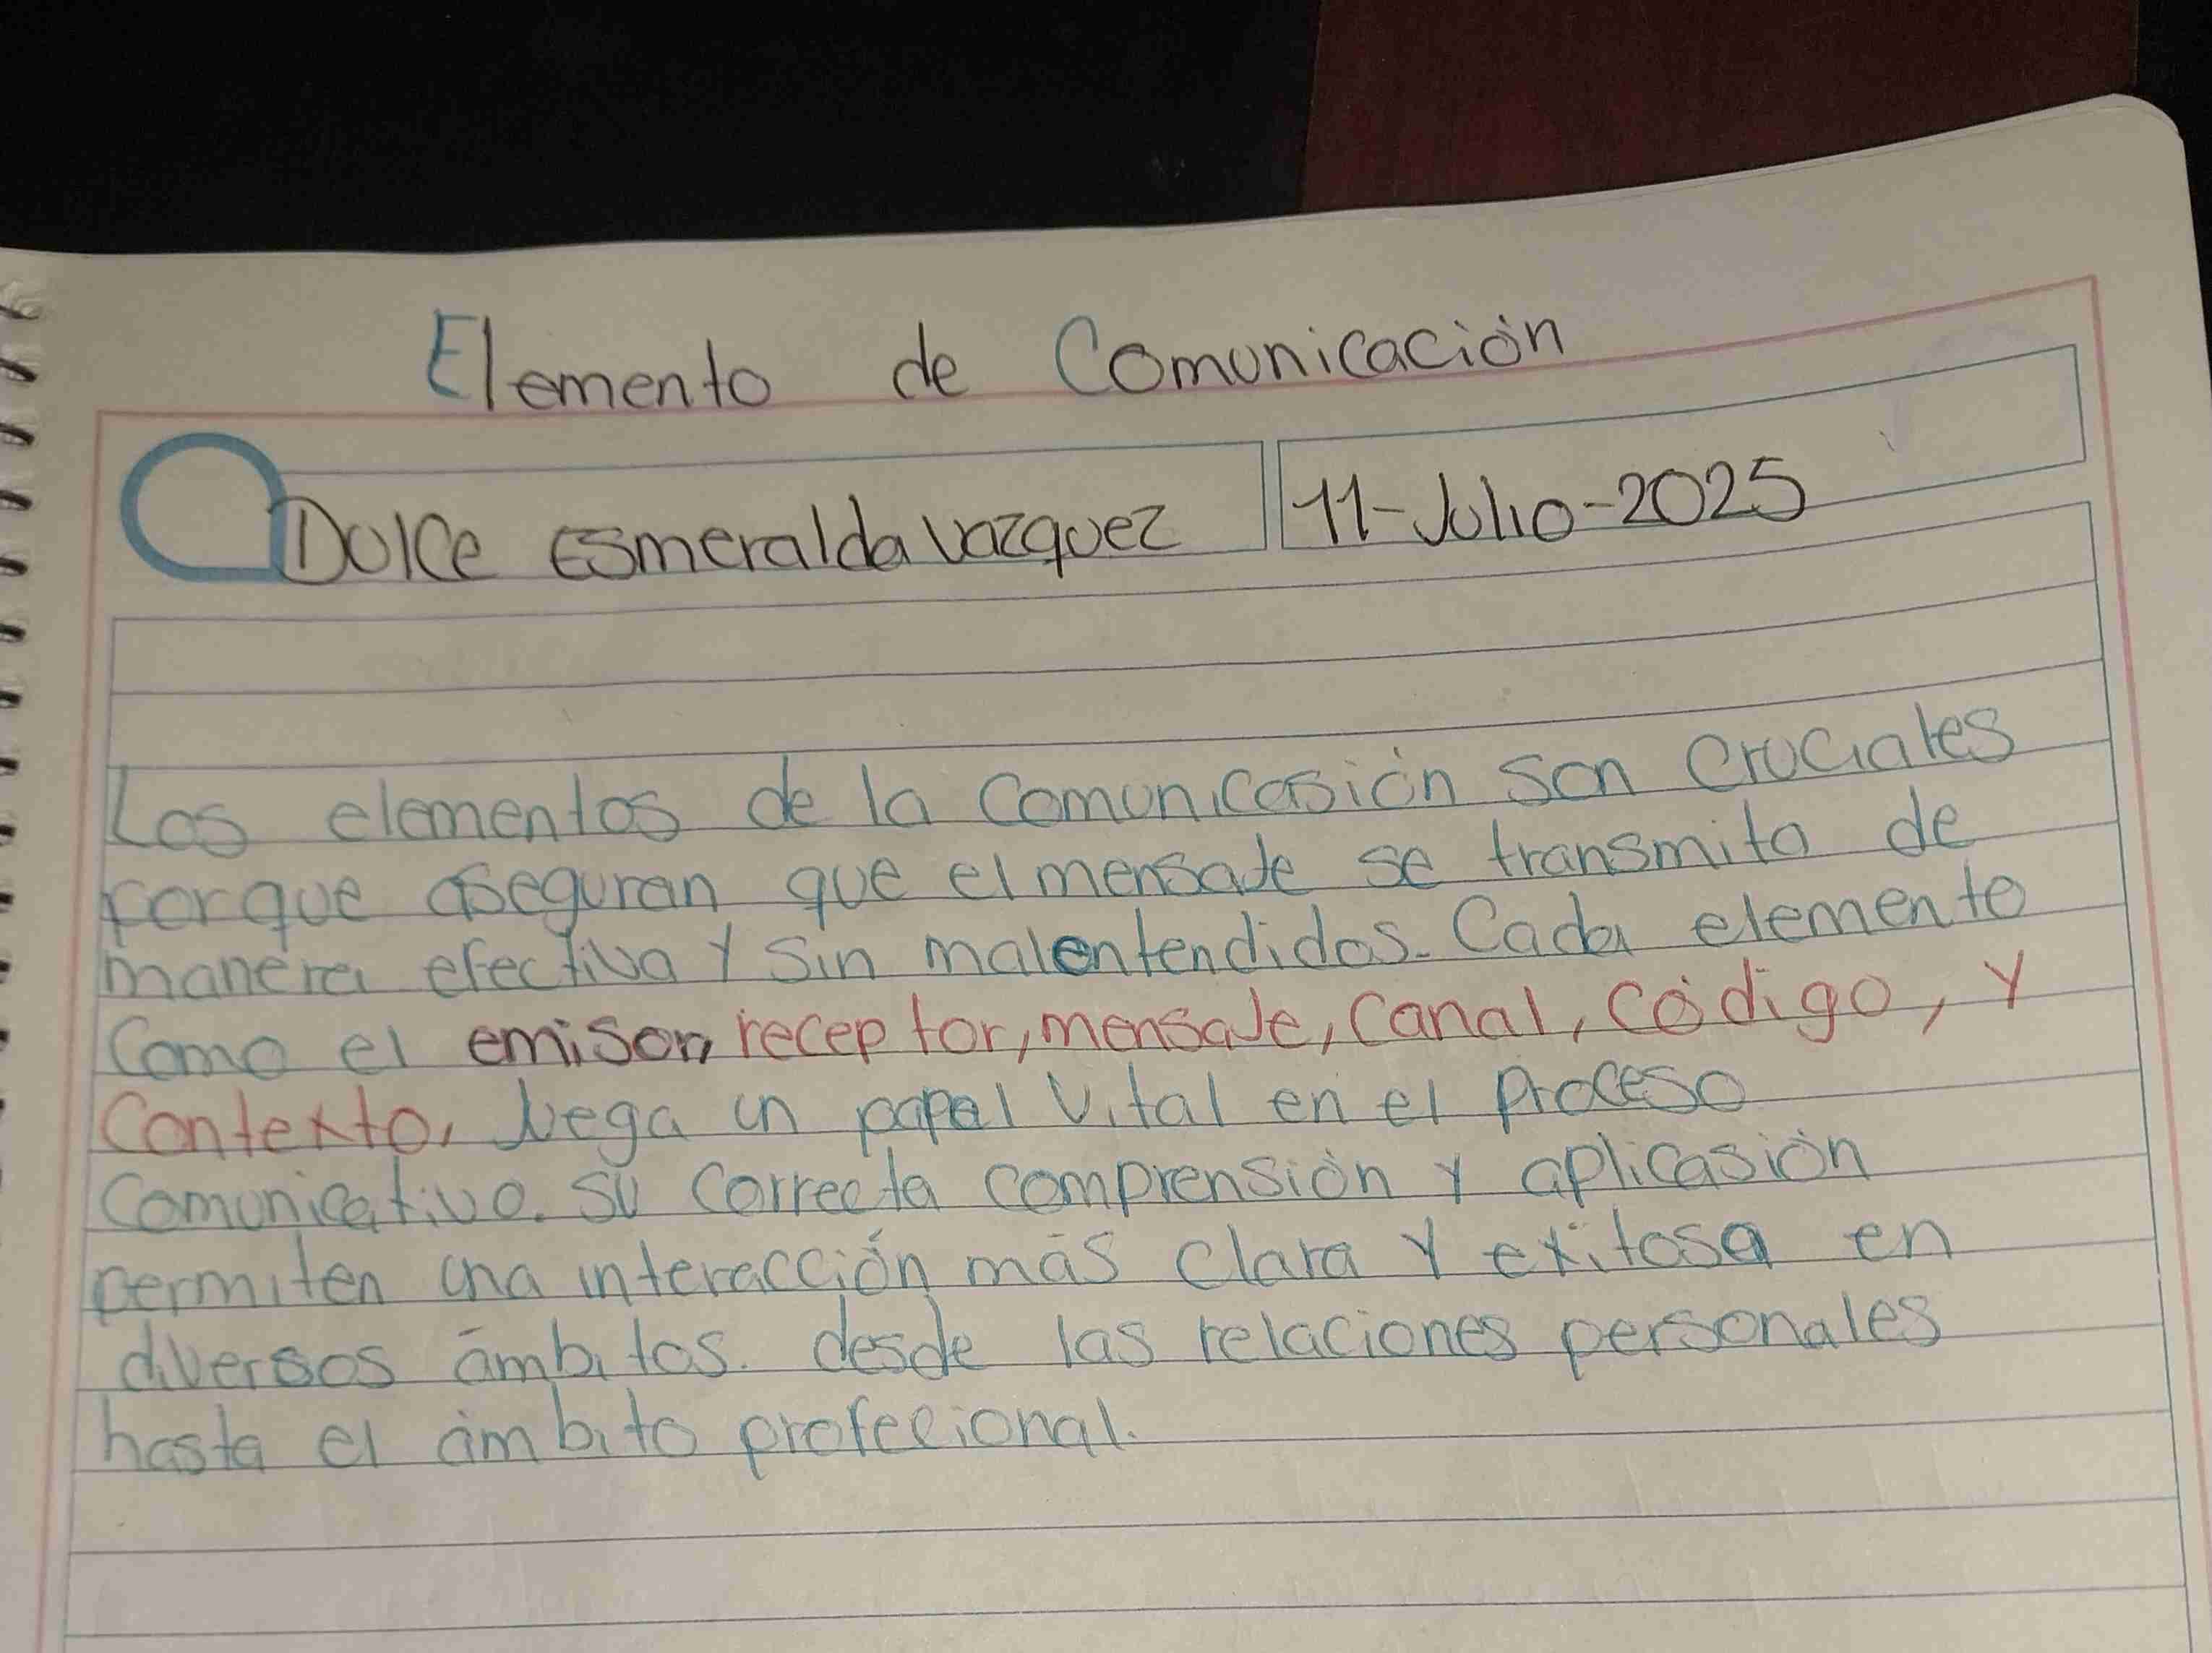 Elemento de Comunicación
Dulce Esmeralda Vazquez 11-Julio-2025
Los elementos de la Comunicasión son Cruciales
porque aseguran que el mensaje se transmita de
manera efectiva y sin malentendidos. Cada elemento
Como el emisor, receptor, mensaje, Canal, Código, y
Contexto, Juega un papel Vital en el Proceso
Comunicativo. Su Correcta Comprensión y aplicasión
permiten una interacción más Clara y exitosa en
diversos ámbitos. desde las relaciones personales
hasta el ámbito profecional.